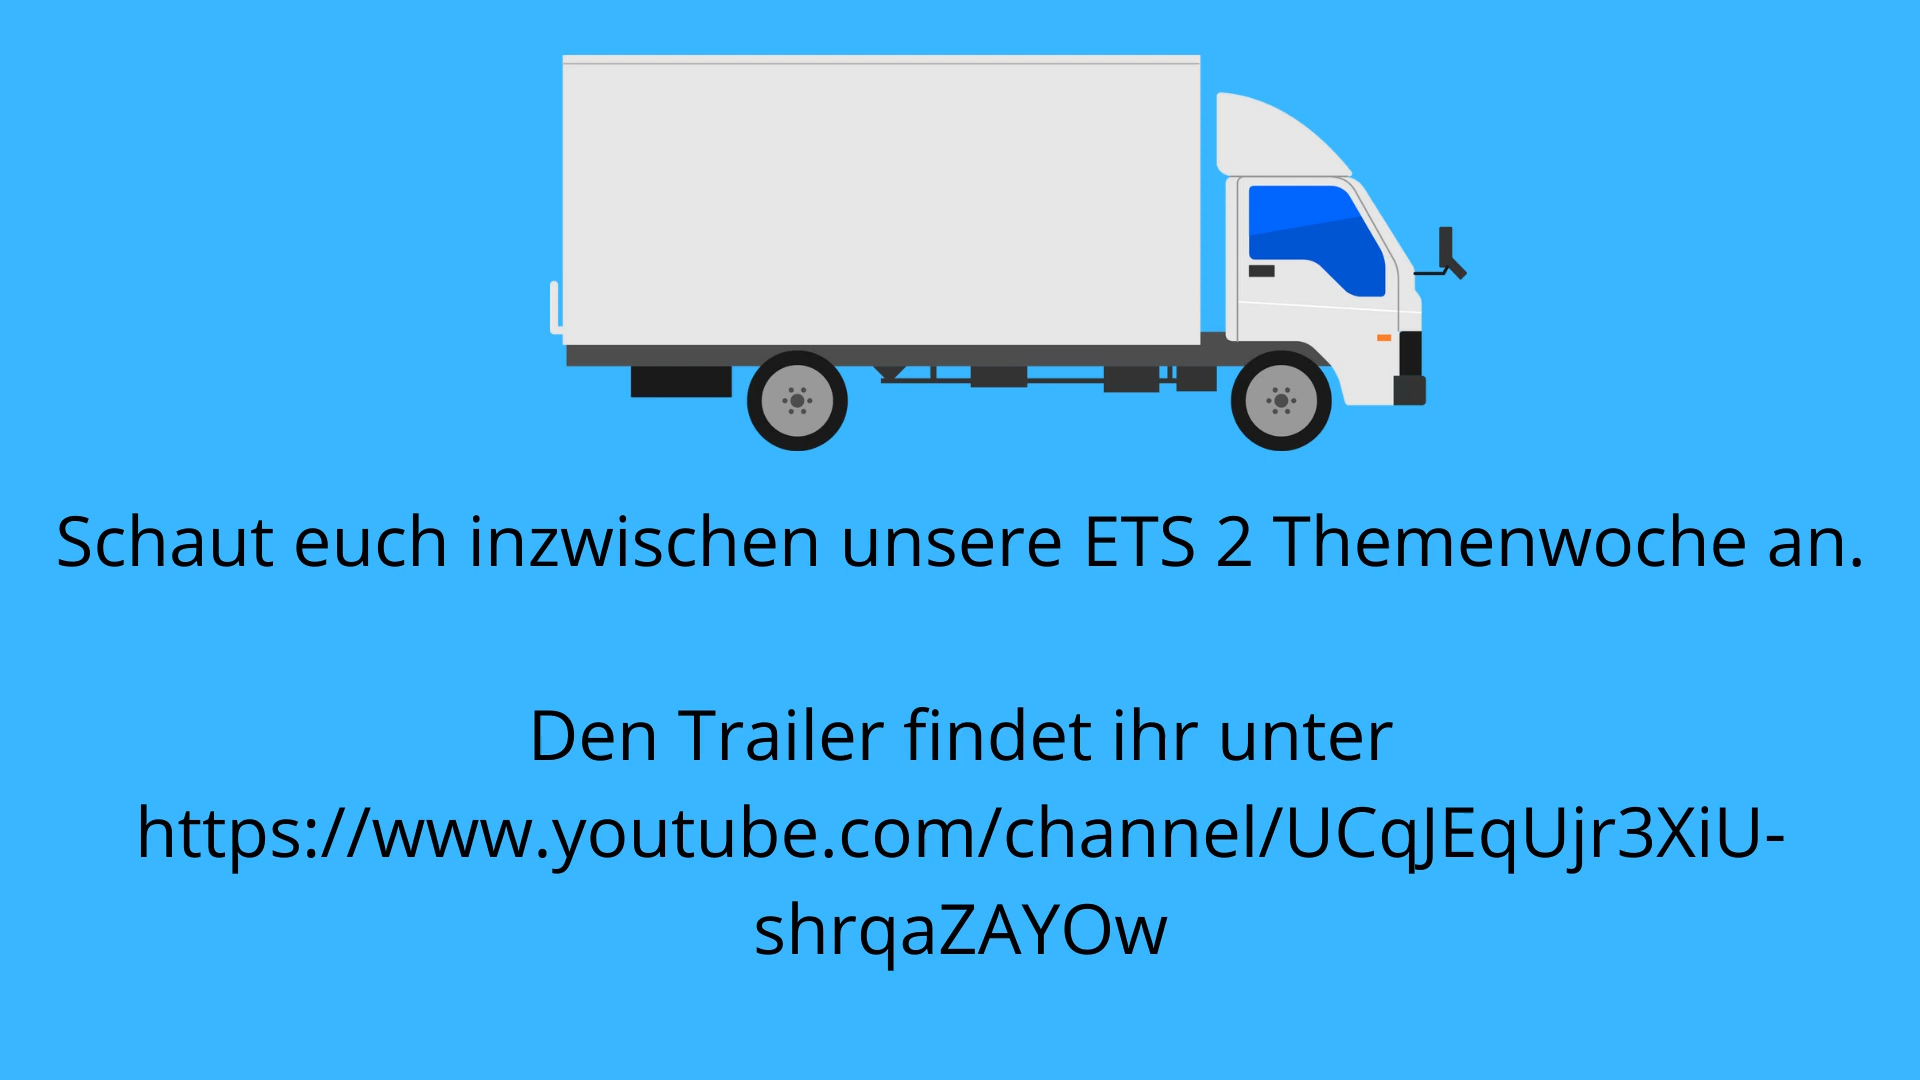 Schaut euch inzwischen unsere ETS 2 Themenwoche an.
Den Trailer findet ihr unter
https://www.youtube.com/channel/UCqJEqUjr3XiU-
shrqaZAYOw